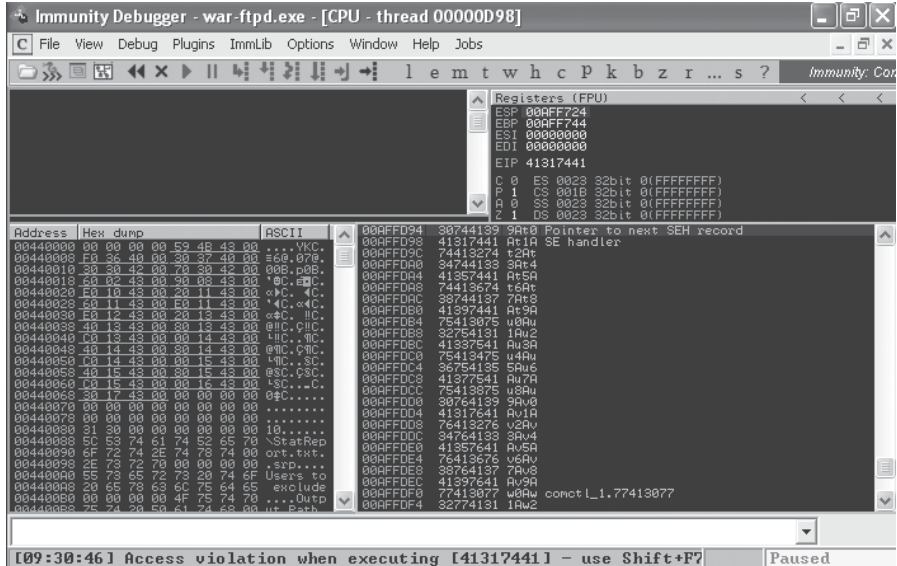 Immunity Debugger - war-ftpd.exe - [CPU - thread 00000D98]
C File View Debug Plugins ImmLib Options Window Help Jobs
l e m t w h c P k b z r ... s ? Immunity: Con
Registers (FPU) < < <
ESP 00AFF724
EBP 00AFF744
ESI 00000000
EDI 00000000
EIP 41317441
C 0 ES 0023 32bit 0(FFFFFFFF)
P 1 CS 001B 32bit 0(FFFFFFFF)
A 0 SS 0023 32bit 0(FFFFFFFF)
Z 1 DS 0023 32bit 0(FFFFFFFF)
Address Hex dump ASCII
00440000 00 00 00 00 59 4B 43 00 ....YKC.
00440008 F0 36 40 00 30 37 40 00 ≡6@.07@.
00440010 30 30 42 00 70 30 42 00 00B.p0B.
00440018 60 02 43 00 90 08 43 00
00440020 E0 10 43 00 20 11 43 00
00440028 60 11 43 00 E0 11 43 00
00440030 E0 12 43 00 20 13 43 00
00440038 40 13 43 00 80 13 43 00
00440040 C0 13 43 00 00 14 43 00
00440048 40 14 43 00 80 14 43 00
00440050 C0 14 43 00 00 15 43 00
00440058 40 15 43 00 80 15 43 00
00440060 C0 15 43 00 00 16 43 00
00440068 30 17 43 00 00 00 00 00
00440070 00 00 00 00 00 00 00 00 ........
00440078 00 00 00 00 00 00 00 00 ........
00440080 31 30 00 00 00 00 00 00 10......
00440088 5C 53 74 61 74 52 65 70 \StatRep
00440090 6F 72 74 2E 74 78 74 00 ort.txt.
00440098 2E 73 72 70 00 00 00 00 .srp....
004400A0 55 73 65 72 73 20 74 6F Users to
004400A8 20 65 78 63 6C 75 64 65 exclude
004400B0 00 00 00 00 4F 75 74 70 ....Outp
004400B8 75 74 20 50 61 74 68 00 ut Path.
00AFFD94 30744139 9At0 Pointer to next SEH record
00AFFD98 41317441 At1A SE handler
00AFFD9C 74413274 t2At
00AFFDA0 34744133 3At4
00AFFDA4 41357441 At5A
00AFFDA8 74413674 t6At
00AFFDAC 38744137 7At8
00AFFDB0 41397441 At9A
00AFFDB4 75413075 u0Au
00AFFDB8 32754131 1Au2
00AFFDBC 41337541 Au3A
00AFFDC0 75413475 u4Au
00AFFDC4 36754135 5Au6
00AFFDC8 41377541 Au7A
00AFFDCC 75413875 u8Au
00AFFDD0 30764139 9Av0
00AFFDD4 41317641 Av1A
00AFFDD8 76413276 v2Av
00AFFDDC 34764133 3Av4
00AFFDE0 41357641 Av5A
00AFFDE4 76413676 v6Av
00AFFDE8 38764137 7Av8
00AFFDEC 41397641 Av9A
00AFFDF0 77413077 w0Aw comctl_1.77413077
00AFFDF4 32774131 1Aw2
[09:30:46] Access violation when executing [41317441] - use Shift+F7
Paused